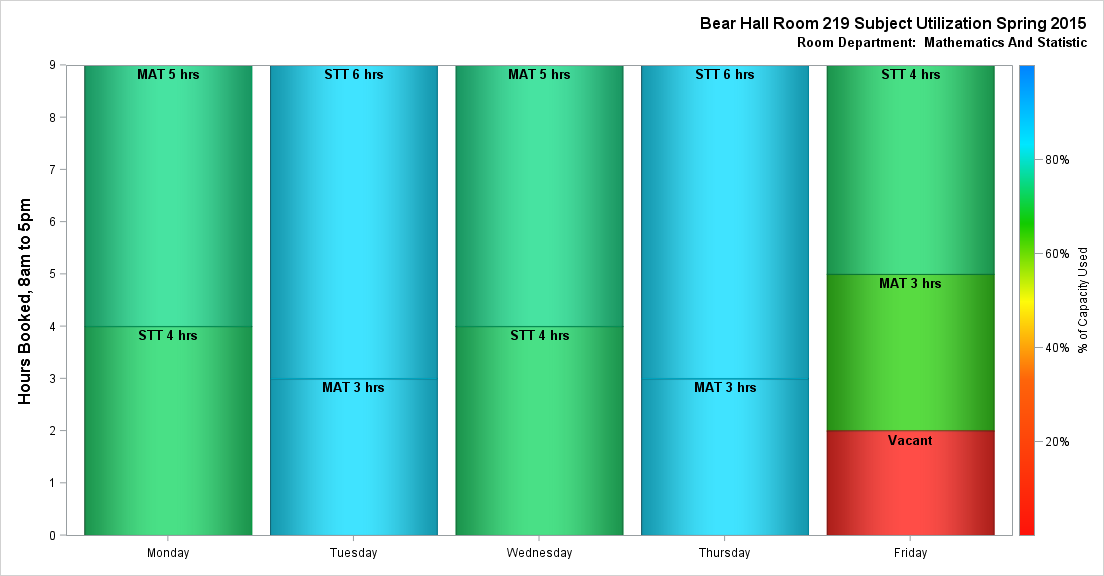 Bear Hall Room 219 Subject Utilization Spring 2015
Room Department:  Mathematics And Statistic
Hours Booked, 8am to 5pm
9
8
7
6
5
4
3
2
1
0
MAT 5 hrs
STT 4 hrs
STT 6 hrs
MAT 3 hrs
MAT 5 hrs
STT 4 hrs
STT 6 hrs
MAT 3 hrs
STT 4 hrs
MAT 3 hrs
Vacant
Monday
Tuesday
Wednesday
Thursday
Friday
80%
60%
40%
20%
% of Capacity Used